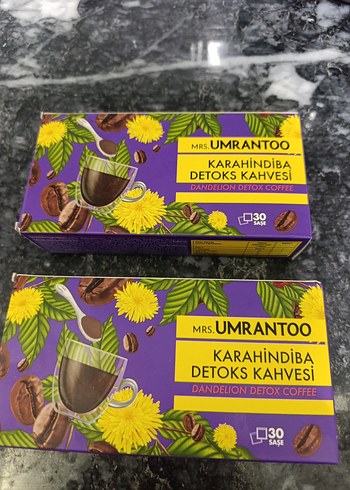 MRS. UMRANTOO
KARAHİNDİBA
DETOKS KAHVESİ
DANDELION DETOX COFFEE
30
SAŞE
MRS. UMRANTOO
KARAHİNDİBA
DETOKS KAHVESİ
DANDELION DETOX COFFEE
30
SAŞE